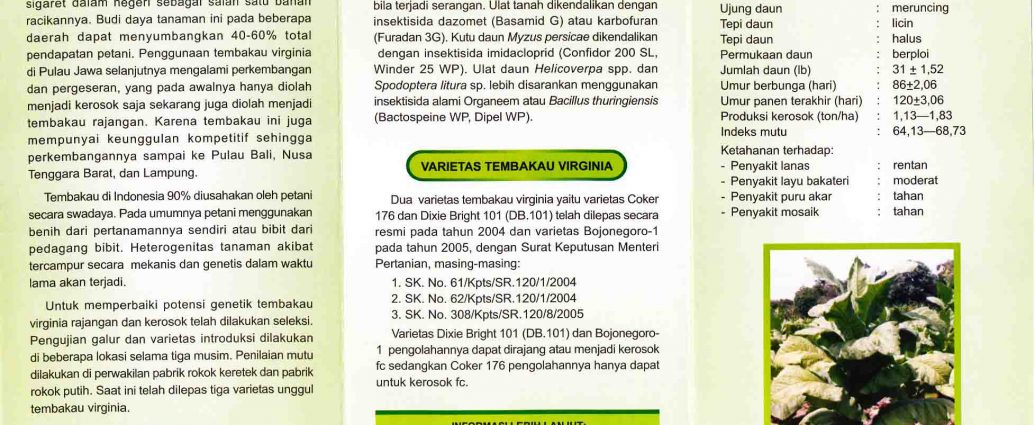 sigaret dalam negeri sebagai salah satu bahan
racikannya. Budi daya tanaman ini pada beberapa
daerah dapat menyumbangkan 40-60% total
pendapatan petani. Penggunaan tembakau virginia
di Pulau Jawa selanjutnya mengalami perkembangan
dan pergeseran, yang pada awalnya hanya diolah
menjadi kerosok saja sekarang juga diolah menjadi
tembakau rajangan. Karena tembakau ini juga
mempunyai keunggulan kompetitif sehingga
perkembangannya sampai ke Pulau Bali, Nusa
Tenggara Barat, dan Lampung.
Tembakau di Indonesia 90% diusahakan oleh petani
secara swadaya. Pada umumnya petani menggunakan
benih dari pertanamannya sendiri atau bibit dari
pedagang bibit. Heterogenitas tanaman akibat
tercampur secara mekanis dan genetis dalam waktu
lama akan terjadi.
Untuk memperbaiki potensi genetik tembakau
virginia rajangan dan kerosok telah dilakukan seleksi.
Pengujian galur dan varietas introduksi dilakukan
di beberapa lokasi selama tiga musim. Penilaian mutu
dilakukan di perwakilan pabrik rokok keretek dan pabrik
rokok putih. Saat ini telah dilepas tiga varietas unggul
tembakau virginia.
bila terjadi serangan. Ulat tanah dikendalikan dengan
insektisida dazomet (Basamid G) atau karbofuran
(Furadan 3G). Kutu daun Myzus persicae dikendalikan
dengan insektisida imidacloprid (Confidor 200 SL,
Winder 25 WP). Ulat daun Helicoverpa spp. dan
Spodoptera litura sp. lebih disarankan menggunakan
insektisida alami Organeem atau Bacillus thuringiensis
(Bactospeine WP, Dipel WP).
VARIETAS TEMBAKAU VIRGINIA
Dua varietas tembakau virginia yaitu varietas Coker
176 dan Dixie Bright 101 (DB.101) telah dilepas secara
resmi pada tahun 2004 dan varietas Bojonegoro-1
pada tahun 2005, dengan Surat Keputusan Menteri
Pertanian, masing-masing:
1. SK. No. 61/Kpts/SR.120/1/2004
2. SK. No. 62/Kpts/SR.120/1/2004
3. SK. No. 308/Kpts/SR.120/8/2005
Varietas Dixie Bright 101 (DB.101) dan Bojonegoro-
1 pengolahannya dapat dirajang atau menjadi kerosok
fc sedangkan Coker 176 pengolahannya hanya dapat
untuk kerosok fc.
INFORMASI LEBIH LANJUT:
Ujung daun : meruncing
Tepi daun : licin
Tepi daun : halus
Permukaan daun : berploi
Jumlah daun (lb) : 31 ± 1,52
Umur berbunga (hari) : 86±2,06
Umur panen terakhir (hari) : 120±3,06
Produksi kerosok (ton/ha) : 1,13—1,83
Indeks mutu : 64,13—68,73
Ketahanan terhadap:
- Penyakit lanas : rentan
- Penyakit layu bakateri : moderat
- Penyakit puru akar : tahan
- Penyakit mosaik : tahan